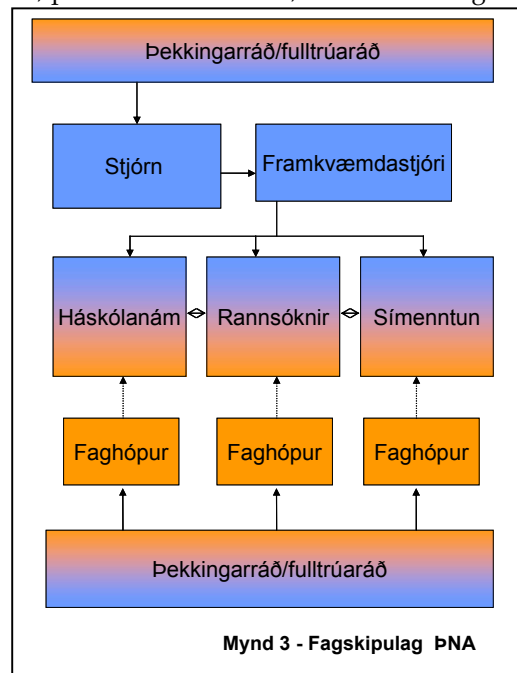 Þekkingarráð/fulltrúaráð
Stjórn
Framkvæmdastjóri
Háskólanám
Rannsóknir
Símenntun
Faghópur
Faghópur
Faghópur
Þekkingarráð/fulltrúaráð
Mynd 3 - Fagskipulag ÞNA